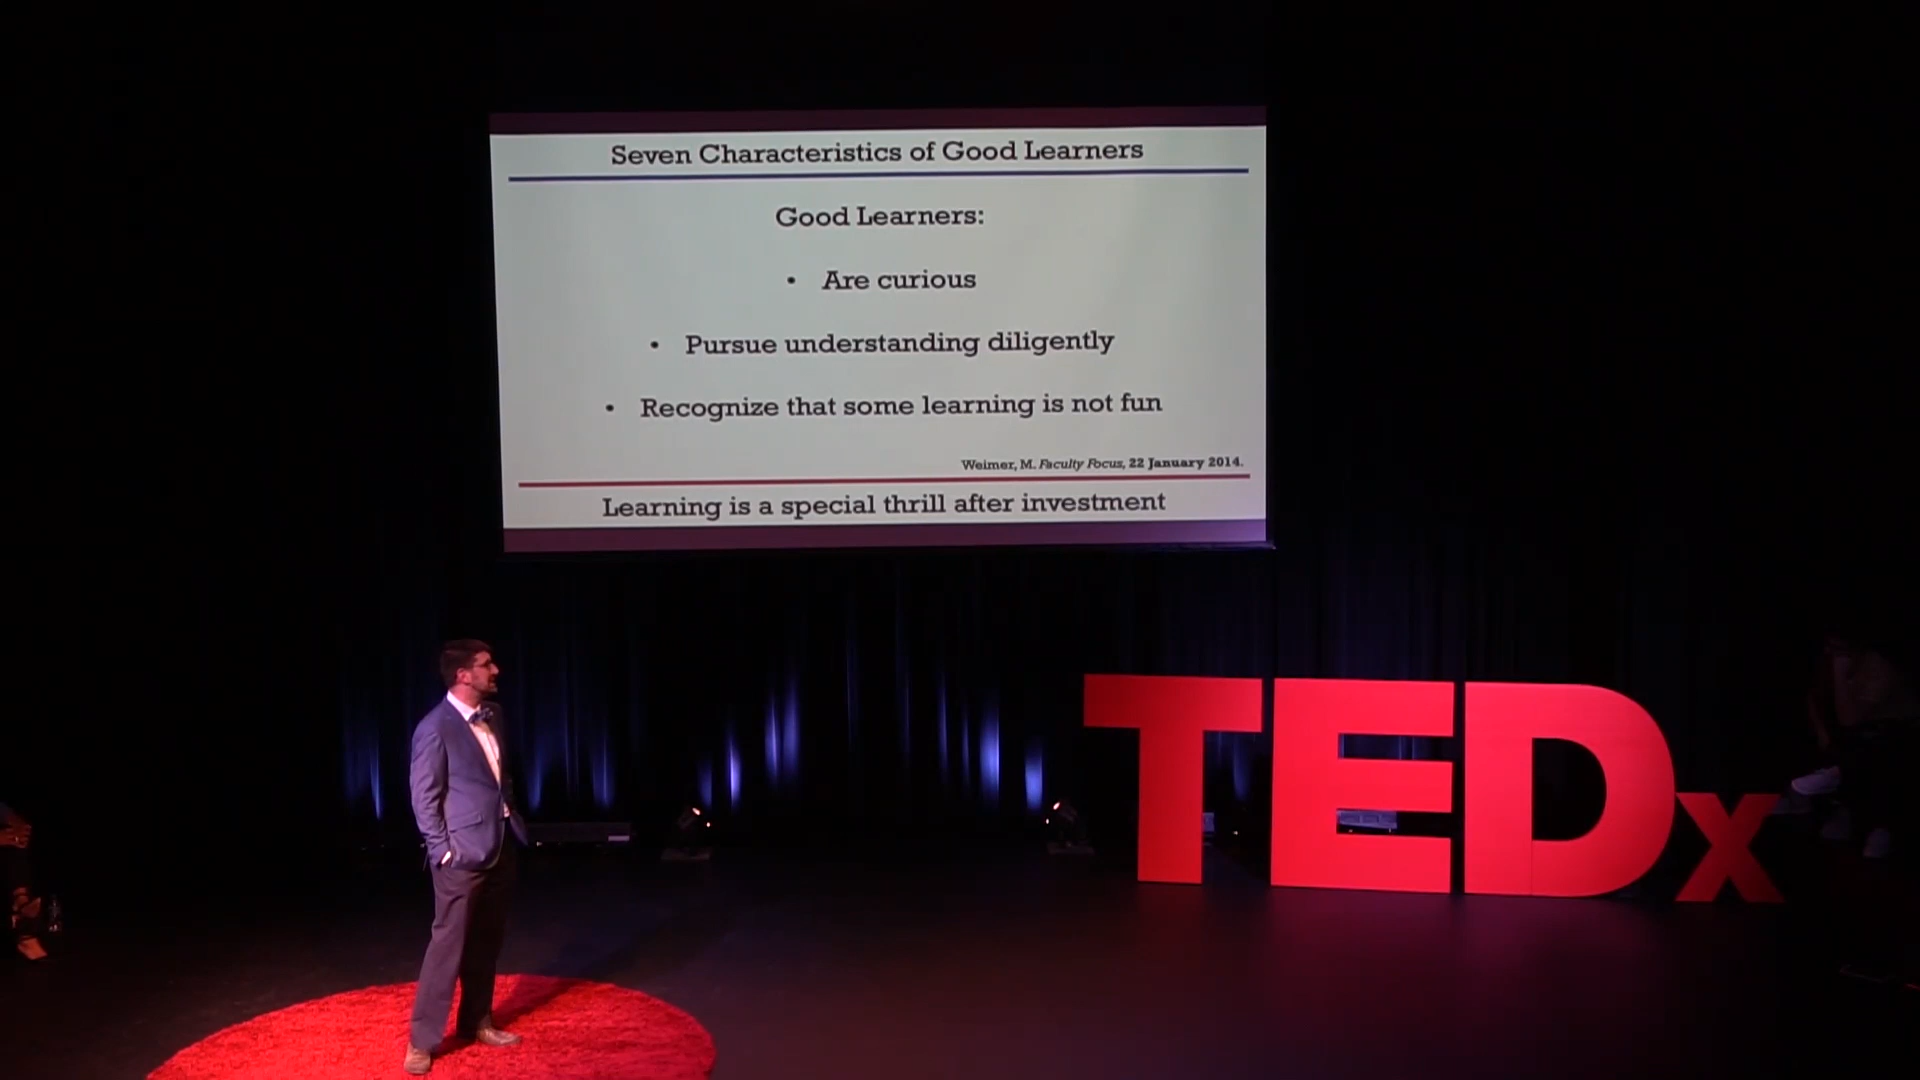 Seven Characteristics of Good Learners
Good Learners:
• Are curious
• Pursue understanding diligently
• Recognize that some learning is not fun
Weimer, M. Faculty Focus, 22 January 2014.
Learning is a special thrill after investment
TEDx